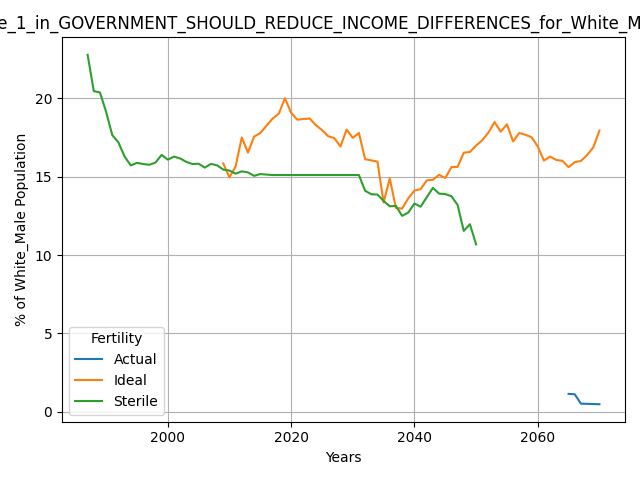 e_1_in_GOVERNMENT_SHOULD_REDUCE_INCOME_DIFFERENCES_for_White_M
% of White_Male Population
20
15
10
5
0
Fertility
Actual
Ideal
Sterile
2000
2020
2040
2060
Years